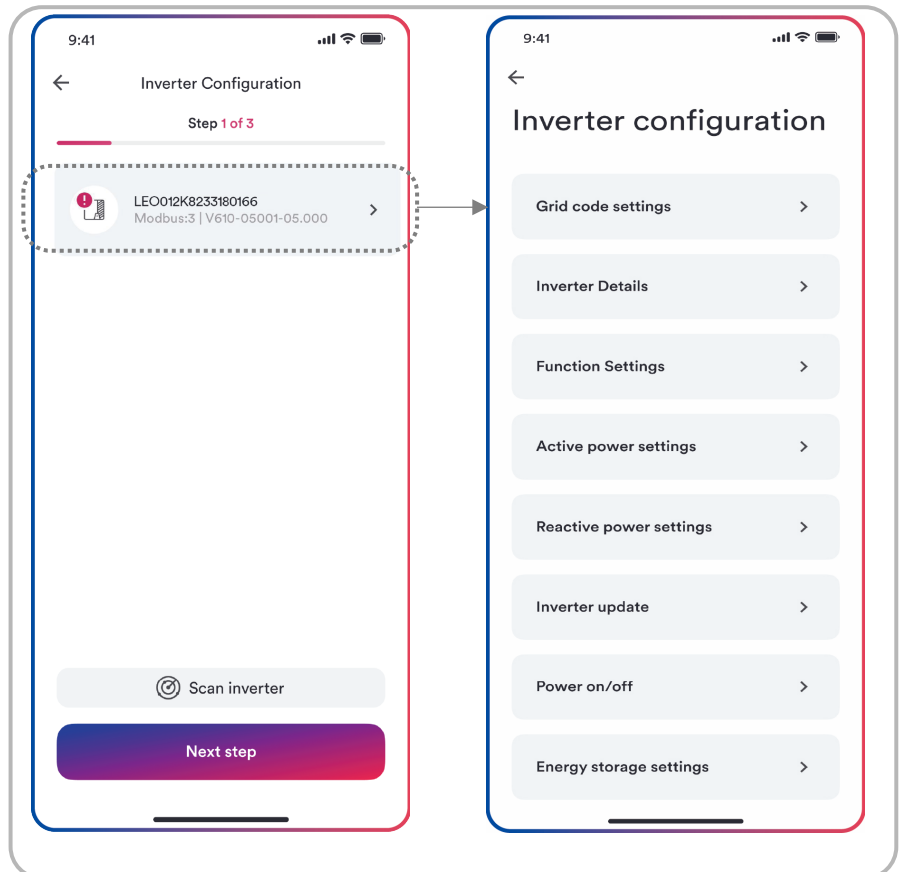 9:41
Inverter Configuration
Step 1 of 3
LEO012K8233180166
Modbus:3 | V610-05001-05.000
Scan inverter
Next step
9:41
Inverter configuration
Grid code settings
Inverter Details
Function Settings
Active power settings
Reactive power settings
Inverter update
Power on/off
Energy storage settings